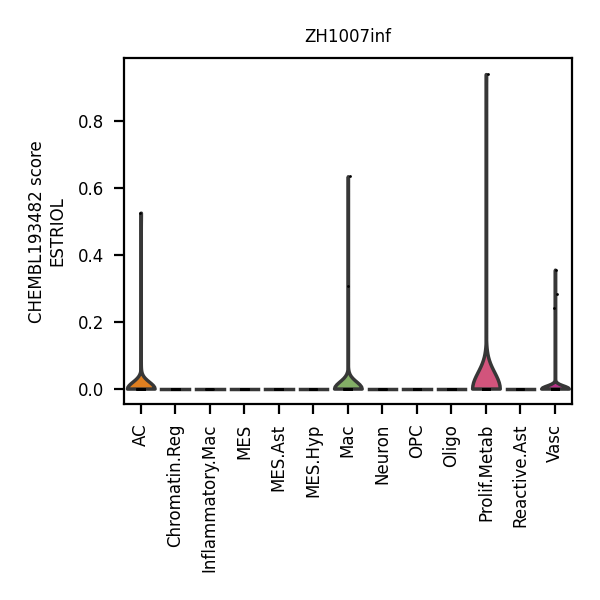 ZH1007inf
CHEMBL193482 score
ESTRIOL
0.8
0.6
0.4
0.2
0.0
AC
Chromatin.Reg
Inflammatory.Mac
MES
MES.Ast
MES.Hyp
Mac
Neuron
OPC
Oligo
Prolif.Metab
Reactive.Ast
Vasc